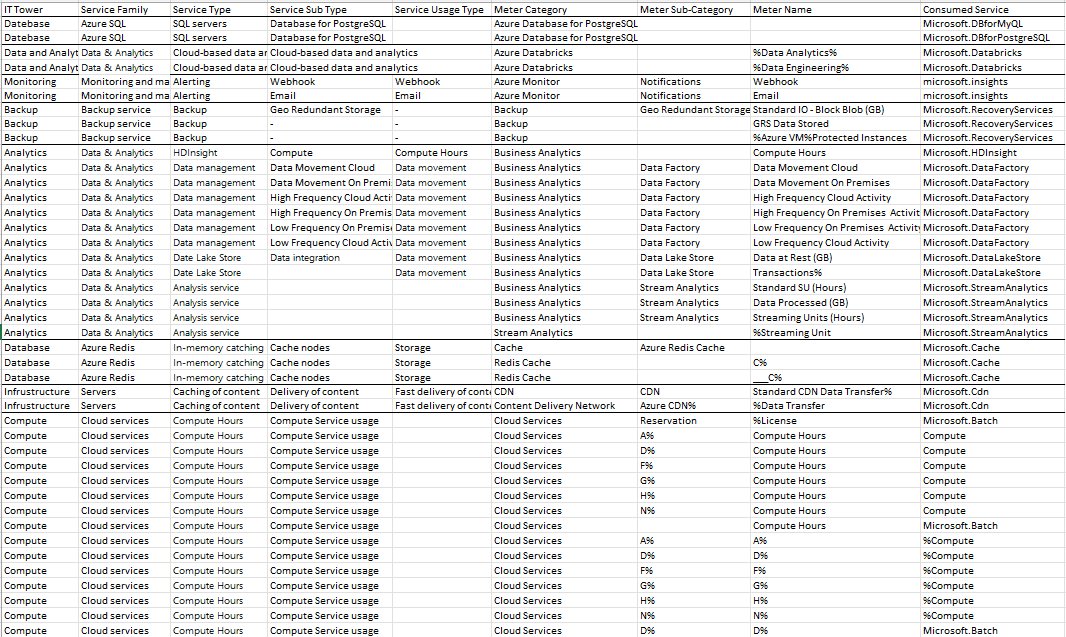 IT Tower Service Family Service Type Service Sub Type Service Usage Type Meter Category Meter Sub-Category Meter Name Consumed Service
Datebase Azure SQL SQL servers Database for PostgreSQL Azure Database for PostgreSQL Microsoft.DBforMyQL
Datebase Azure SQL SQL servers Database for PostgreSQL Azure Database for PostgreSQL Microsoft.DBforPostgreSQL
Data and Analyt Data & Analytics Cloud-based data ar Cloud-based data and analytics Azure Databricks %Data Analytics% Microsoft.Databricks
Data and Analyt Data & Analytics Cloud-based data ar Cloud-based data and analytics Azure Databricks %Data Engineering% Microsoft.Databricks
Monitoring Monitoring and ma Alerting Webhook Webhook Azure Monitor Notifications Webhook microsoft.insights
Monitoring Monitoring and ma Alerting Email Email Azure Monitor Notifications Email microsoft.insights
Backup Backup service Backup Geo Redundant Storage - Backup Geo Redundant Storage Standard IO - Block Blob (GB) Microsoft.RecoveryServices
Backup Backup service Backup - - Backup GRS Data Stored Microsoft.RecoveryServices
Backup Backup service Backup - - Backup %Azure VM%Protected Instances Microsoft.RecoveryServices
Analytics Data & Analytics HDInsight Compute Compute Hours Business Analytics Compute Hours Microsoft.HDInsight
Analytics Data & Analytics Data management Data Movement Cloud Data movement Business Analytics Data Factory Data Movement Cloud Microsoft.DataFactory
Analytics Data & Analytics Data management Data Movement On Premi Data movement Business Analytics Data Factory Data Movement On Premises Microsoft.DataFactory
Analytics Data & Analytics Data management High Frequency Cloud Acti Data movement Business Analytics Data Factory High Frequency Cloud Activity Microsoft.DataFactory
Analytics Data & Analytics Data management High Frequency On Premis Data movement Business Analytics Data Factory High Frequency On Premises Activit Microsoft.DataFactory
Analytics Data & Analytics Data management Low Frequency On Premis Data movement Business Analytics Data Factory Low Frequency On Premises Activity Microsoft.DataFactory
Analytics Data & Analytics Data management Low Frequency Cloud Activ Data movement Business Analytics Data Factory Low Frequency Cloud Activity Microsoft.DataFactory
Analytics Data & Analytics Date Lake Store Data integration Data movement Business Analytics Data Lake Store Data at Rest (GB) Microsoft.DataLakeStore
Analytics Data & Analytics Date Lake Store Data movement Business Analytics Data Lake Store Transactions% Microsoft.DataLakeStore
Analytics Data & Analytics Analysis service Business Analytics Stream Analytics Standard SU (Hours) Microsoft.StreamAnalytics
Analytics Data & Analytics Analysis service Business Analytics Stream Analytics Data Processed (GB) Microsoft.StreamAnalytics
Analytics Data & Analytics Analysis service Business Analytics Stream Analytics Streaming Units (Hours) Microsoft.StreamAnalytics
Analytics Data & Analytics Analysis service Stream Analytics %Streaming Unit Microsoft.StreamAnalytics
Database Azure Redis In-memory catching Cache nodes Storage Cache Azure Redis Cache Microsoft.Cache
Database Azure Redis In-memory catching Cache nodes Storage Redis Cache C% Microsoft.Cache
Database Azure Redis In-memory catching Cache nodes Storage Redis Cache ___C% Microsoft.Cache
Infrastructure Servers Caching of content Delivery of content Fast delivery of cont CDN CDN Standard CDN Data Transfer% Microsoft.Cdn
Infrastructure Servers Caching of content Delivery of content Fast delivery of cont Content Delivery Network Azure CDN% %Data Transfer Microsoft.Cdn
Compute Cloud services Compute Hours Compute Service usage Cloud Services Reservation %License Microsoft.Batch
Compute Cloud services Compute Hours Compute Service usage Cloud Services A% Compute Hours Compute
Compute Cloud services Compute Hours Compute Service usage Cloud Services D% Compute Hours Compute
Compute Cloud services Compute Hours Compute Service usage Cloud Services F% Compute Hours Compute
Compute Cloud services Compute Hours Compute Service usage Cloud Services G% Compute Hours Compute
Compute Cloud services Compute Hours Compute Service usage Cloud Services H% Compute Hours Compute
Compute Cloud services Compute Hours Compute Service usage Cloud Services N% Compute Hours Compute
Compute Cloud services Compute Hours Compute Service usage Cloud Services Compute Hours Microsoft.Batch
Compute Cloud services Compute Hours Compute Service usage Cloud Services A% A% %Compute
Compute Cloud services Compute Hours Compute Service usage Cloud Services D% D% %Compute
Compute Cloud services Compute Hours Compute Service usage Cloud Services F% F% %Compute
Compute Cloud services Compute Hours Compute Service usage Cloud Services G% G% %Compute
Compute Cloud services Compute Hours Compute Service usage Cloud Services H% H% %Compute
Compute Cloud services Compute Hours Compute Service usage Cloud Services N% N% %Compute
Compute Cloud services Compute Hours Compute Service usage Cloud Services D% D% Microsoft.Batch